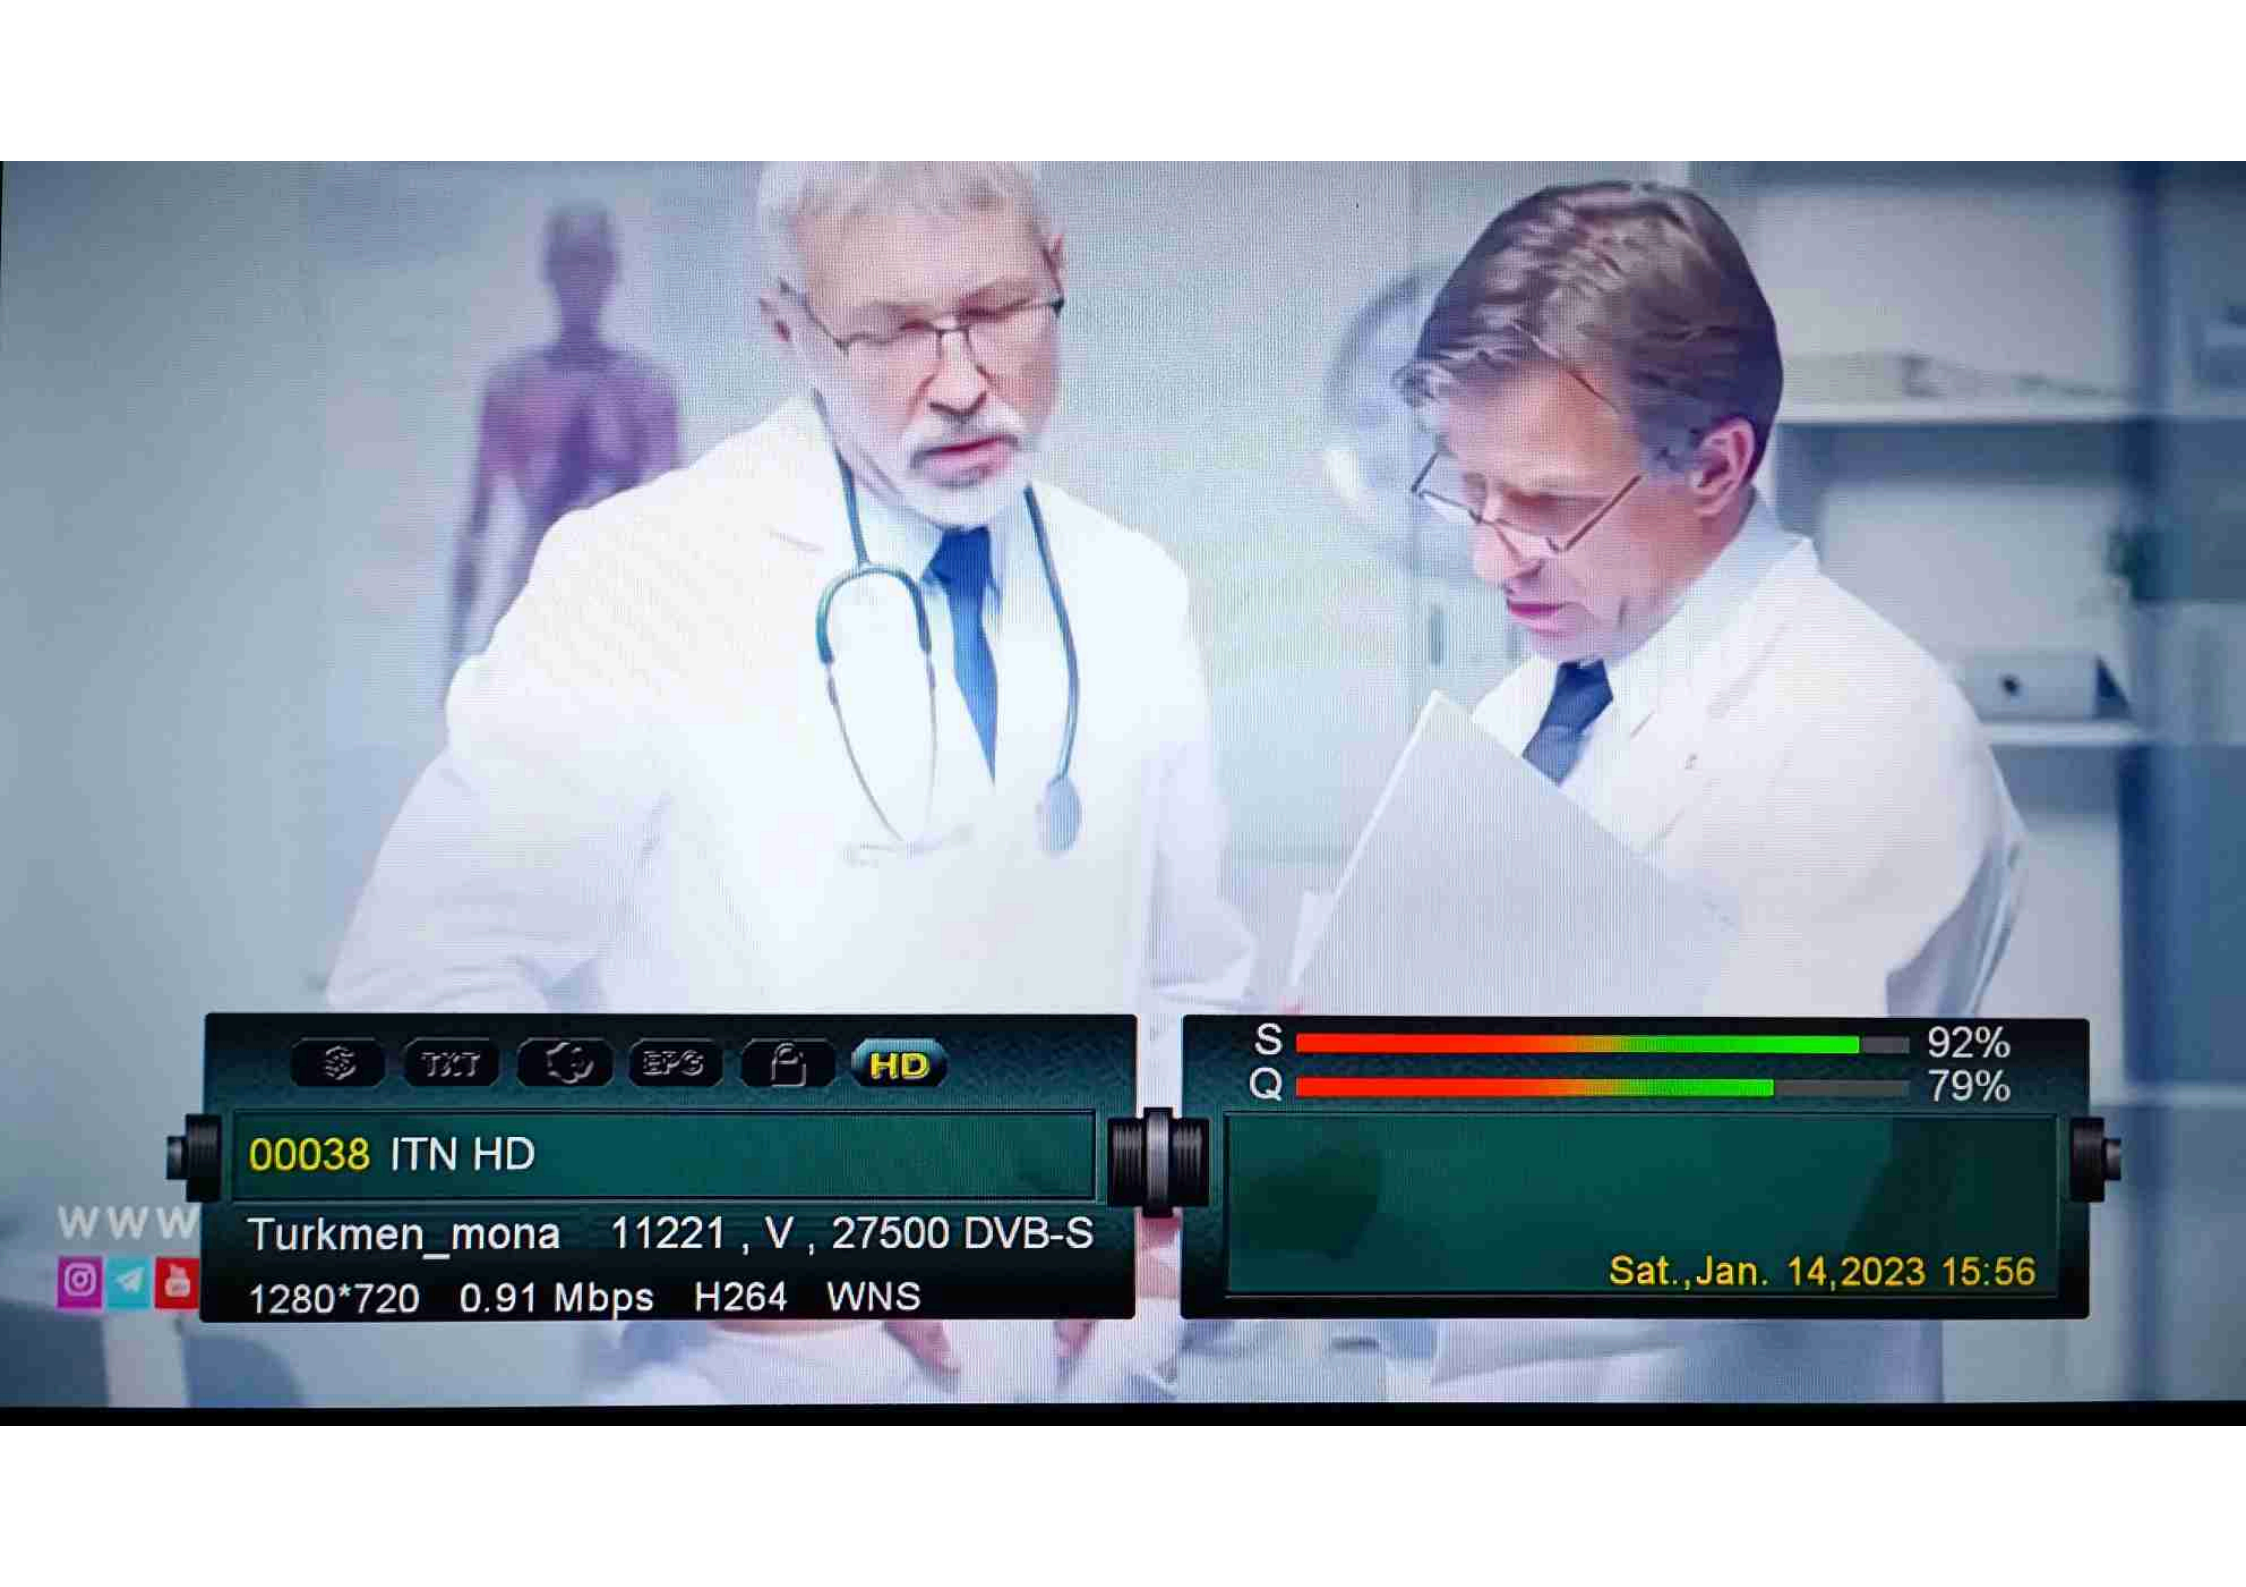 TXT EPG HD
S 92%
Q 79%
00038 ITN HD
Turkmen_mona 11221 , V , 27500 DVB-S
1280*720 0.91 Mbps H264 WNS
Sat.,Jan. 14,2023 15:56
WWW